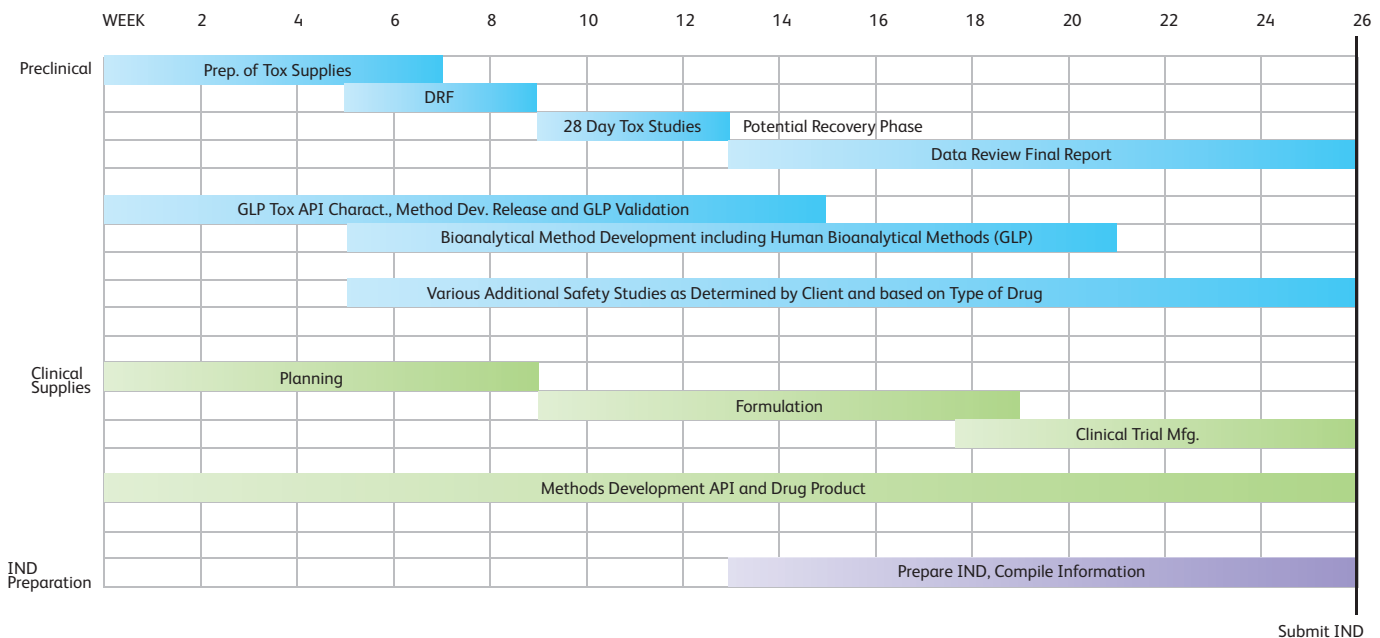 WEEK 2 4 6 8 10 12 14 16 18 20 22 24 26
Preclinical
Prep. of Tox Supplies
DRF
28 Day Tox Studies
Potential Recovery Phase
Data Review Final Report
GLP Tox API Charact., Method Dev. Release and GLP Validation
Bioanalytical Method Development including Human Bioanalytical Methods (GLP)
Various Additional Safety Studies as Determined by Client and based on Type of Drug
Clinical
Supplies
Planning
Formulation
Clinical Trial Mfg.
Methods Development API and Drug Product
IND
Preparation
Prepare IND, Compile Information
Submit IND